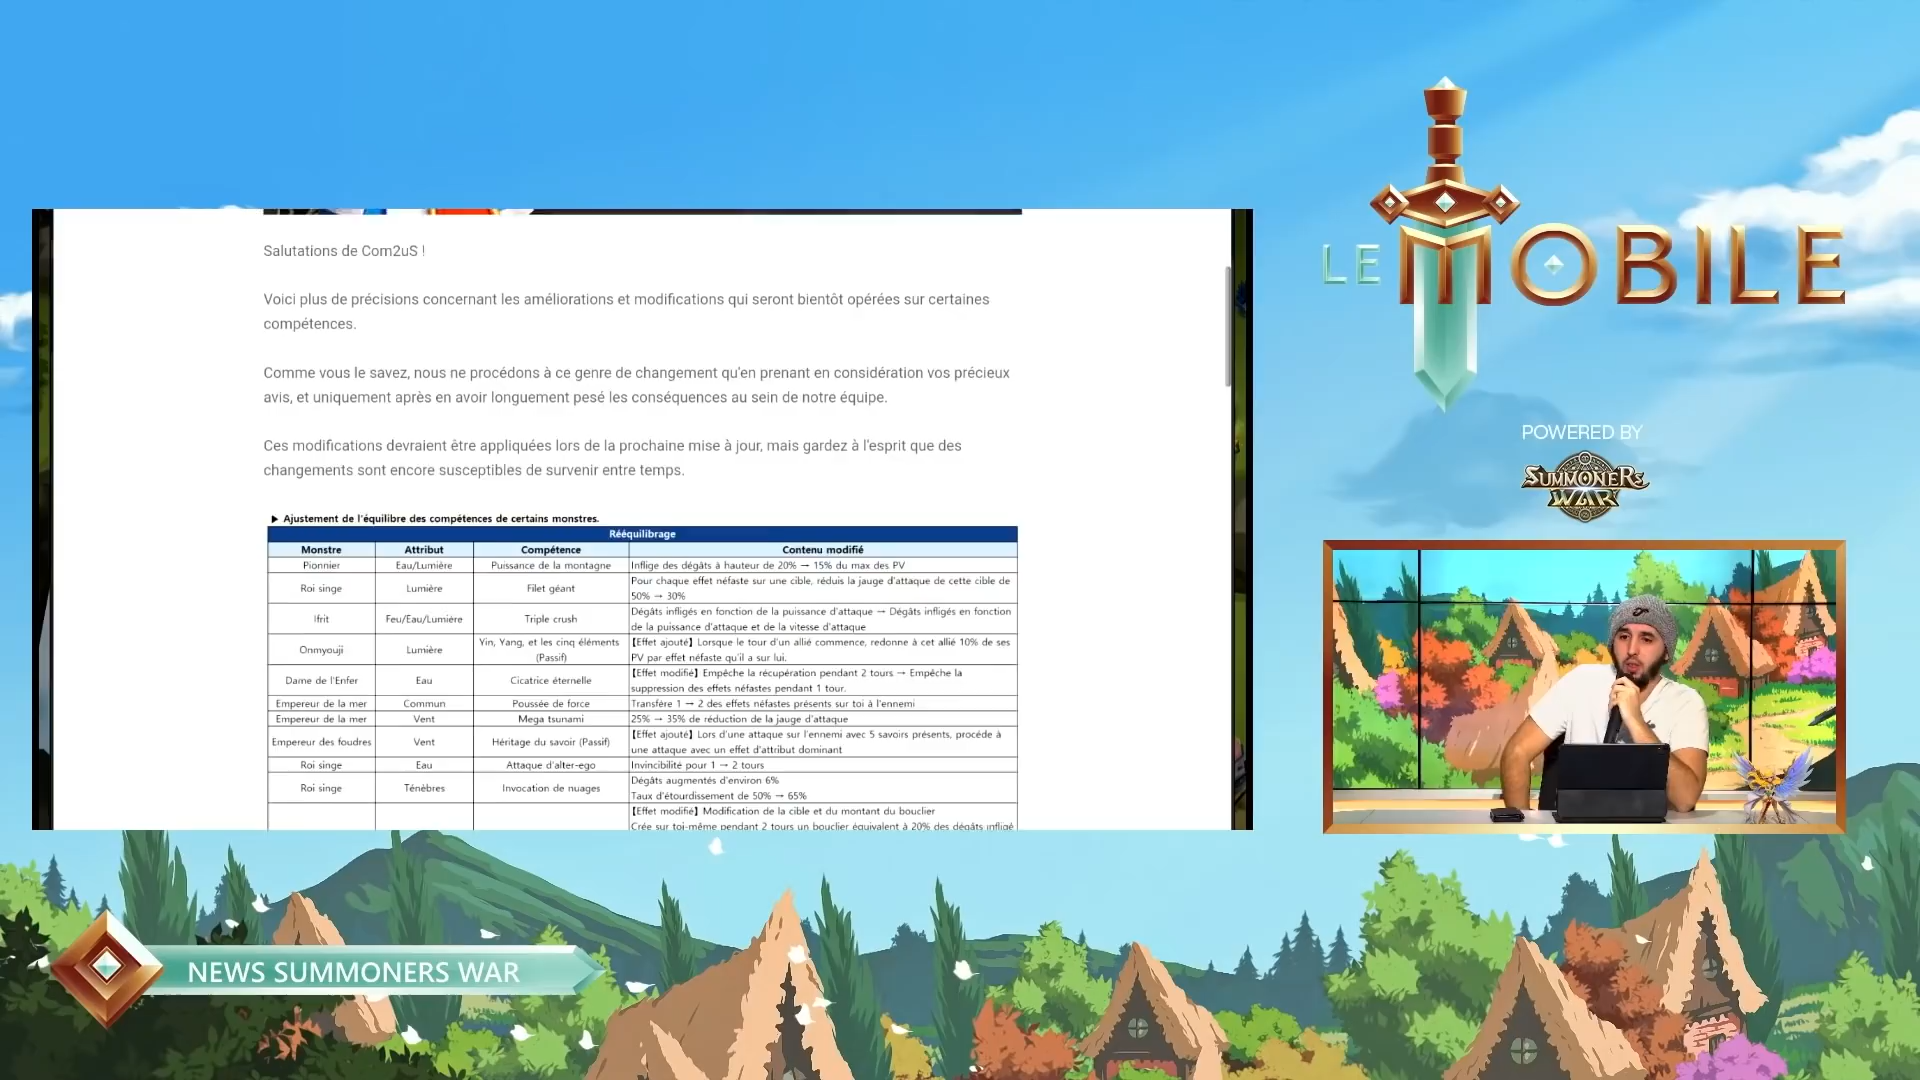 Salutations de Com2uS !
Voici plus de précisions concernant les améliorations et modifications qui seront bientôt opérées sur certaines
compétences.
Comme vous le savez, nous ne procédons à ce genre de changement qu'en prenant en considération vos précieux
avis, et uniquement après en avoir longuement pesé les conséquences au sein de notre équipe.
Ces modifications devraient être appliquées lors de la prochaine mise à jour, mais gardez à l'esprit que des
changements sont encore susceptibles de survenir entre temps.
▶ Ajustement de l'équilibre des compétences de certains monstres.
Rééquilibrage
Monstre Attribut Compétence Contenu modifié
Pionnier Eau/Lumière Puissance de la montagne Inflige des dégâts à hauteur de 20% → 15% du max des PV
Roi singe Lumière Filet géant Pour chaque effet néfaste sur une cible, réduis la jauge d'attaque de cette cible de
50% → 30%
Ifrit Feu/Eau/Lumière Triple crush Dégâts infligés en fonction de la puissance d'attaque → Dégâts infligés en fonction
de la puissance d'attaque et de la vitesse d'attaque
Onmyouji Lumière Yin, Yang, et les cinq éléments
(Passif) 【Effet ajouté】 Lorsque le tour d'un allié commence, redonne à cet allié 10% de ses
PV par effet néfaste qu'il a sur lui.
Dame de l'Enfer Eau Cicatrice éternelle 【Effet modifié】 Empêche la récupération pendant 2 tours → Empêche la
suppression des effets néfastes pendant 1 tour.
Empereur de la mer Commun Poussée de force Transfère 1 → 2 des effets néfastes présents sur toi à l'ennemi
Empereur de la mer Vent Mega tsunami 25% → 35% de réduction de la jauge d'attaque
Empereur des foudres Vent Héritage du savoir (Passif) 【Effet ajouté】 Lors d'une attaque sur l'ennemi avec 5 savoirs présents, procède à
une attaque avec un effet d'attribut dominant
Roi singe Eau Attaque d'alter-ego Invincibilité pour 1 → 2 tours
Roi singe Ténèbres Invocation de nuages Dégâts augmentés d'environ 6%
Taux d'étourdissement de 50% → 65%
【Effet modifié】 Modification de la cible et du montant du bouclier
Crée sur toi-même pendant 2 tours un bouclier équivalent à 20% des dégâts infligé
LE MOBILE
POWERED BY
SUMMONERS
WAR
NEWS SUMMONERS WAR